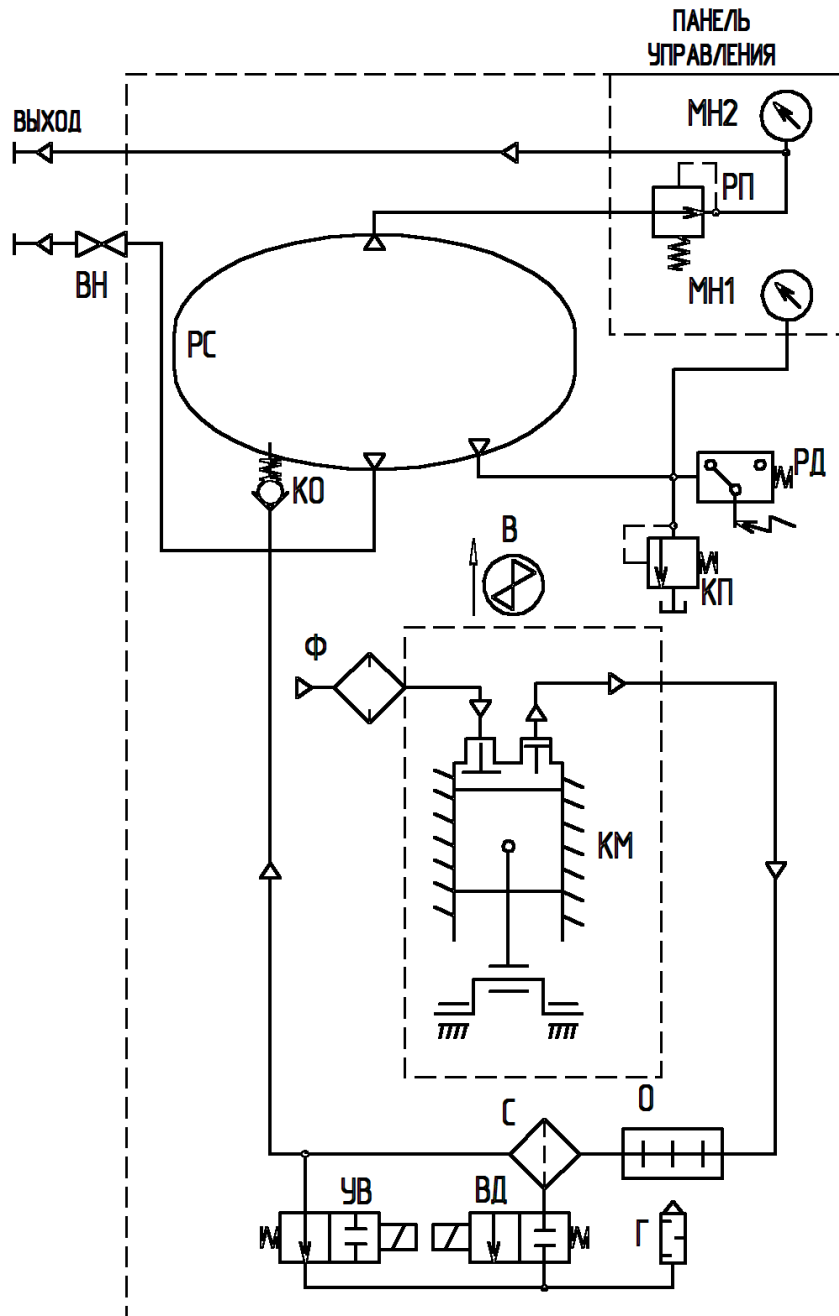 ПАНЕЛЬ
УПРАВЛЕНИЯ
МН2
ВЫХОД
РП
ВН
МН1
РС
РД
КО
В
КП
Ф
КМ
С
О
УВ
ВД
Г